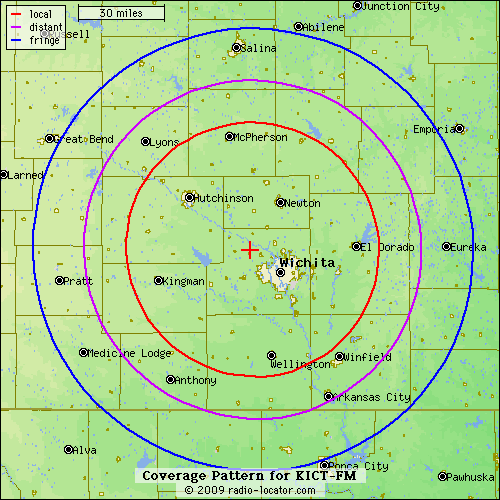 local
distant
fringe
30 miles
Junction City
Abilene
Russell
Salina
Emporia
Great Bend
Lyons
McPherson
Larned
Hutchinson
Newton
El Dorado
Eureka
Wichita
Pratt
Kingman
Medicine Lodge
Wellington
Winfield
Anthony
Arkansas City
Alva
Ponca City
Pawhuska
Coverage Pattern for KICT-FM
© 2009 radio-locator.com